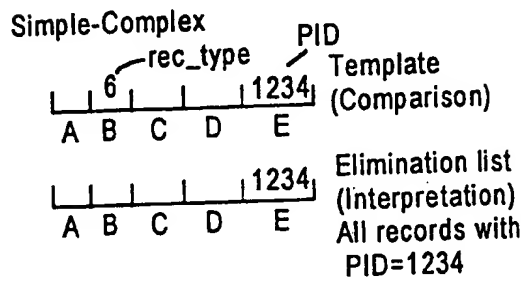 Simple-Complex
PID
rec_type
6 1234 Template
(Comparison)
A B C D E
1234 Elimination list
(Interpretation)
A B C D E
All records with
PID=1234